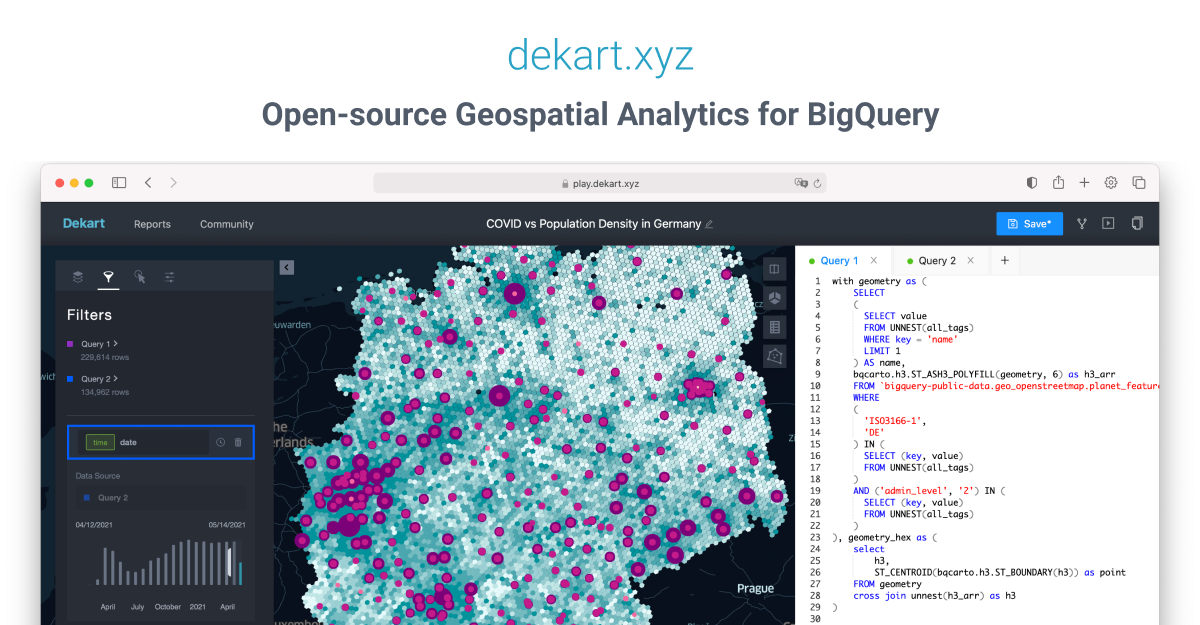 dekart.xyz
Open-source Geospatial Analytics for BigQuery
play.dekart.xyz
Dekart
Reports
Community
COVID vs Population Density in Germany
Save*
Filters
Query 1
229,614 rows
Query 2
134,962 rows
time
date
Data Source
Query 2
04/12/2021
05/14/2021
April
July
October
2021
April
Prague
Query 1
Query 2
1 with geometry as (
2 SELECT
3 (
4 SELECT value
5 FROM UNNEST(all_tags)
6 WHERE key = 'name'
7 LIMIT 1
8 ) AS name,
9 bqcarto.h3.ST_ASH3_POLYFILL(geometry, 6) as h3_arr
10 FROM `bigquery-public-data.geo_openstreetmap.planet_feature
11 WHERE
12 (
13 'ISO3166-1',
14 'DE'
15 ) IN (
16 SELECT (key, value)
17 FROM UNNEST(all_tags)
18 )
19 AND ('admin_level', '2') IN (
20 SELECT (key, value)
21 FROM UNNEST(all_tags)
22 )
23 ), geometry_hex as (
24 select
25 h3,
26 ST_CENTROID(bqcarto.h3.ST_BOUNDARY(h3)) as point
27 FROM geometry
28 cross join unnest(h3_arr) as h3
29 )
30